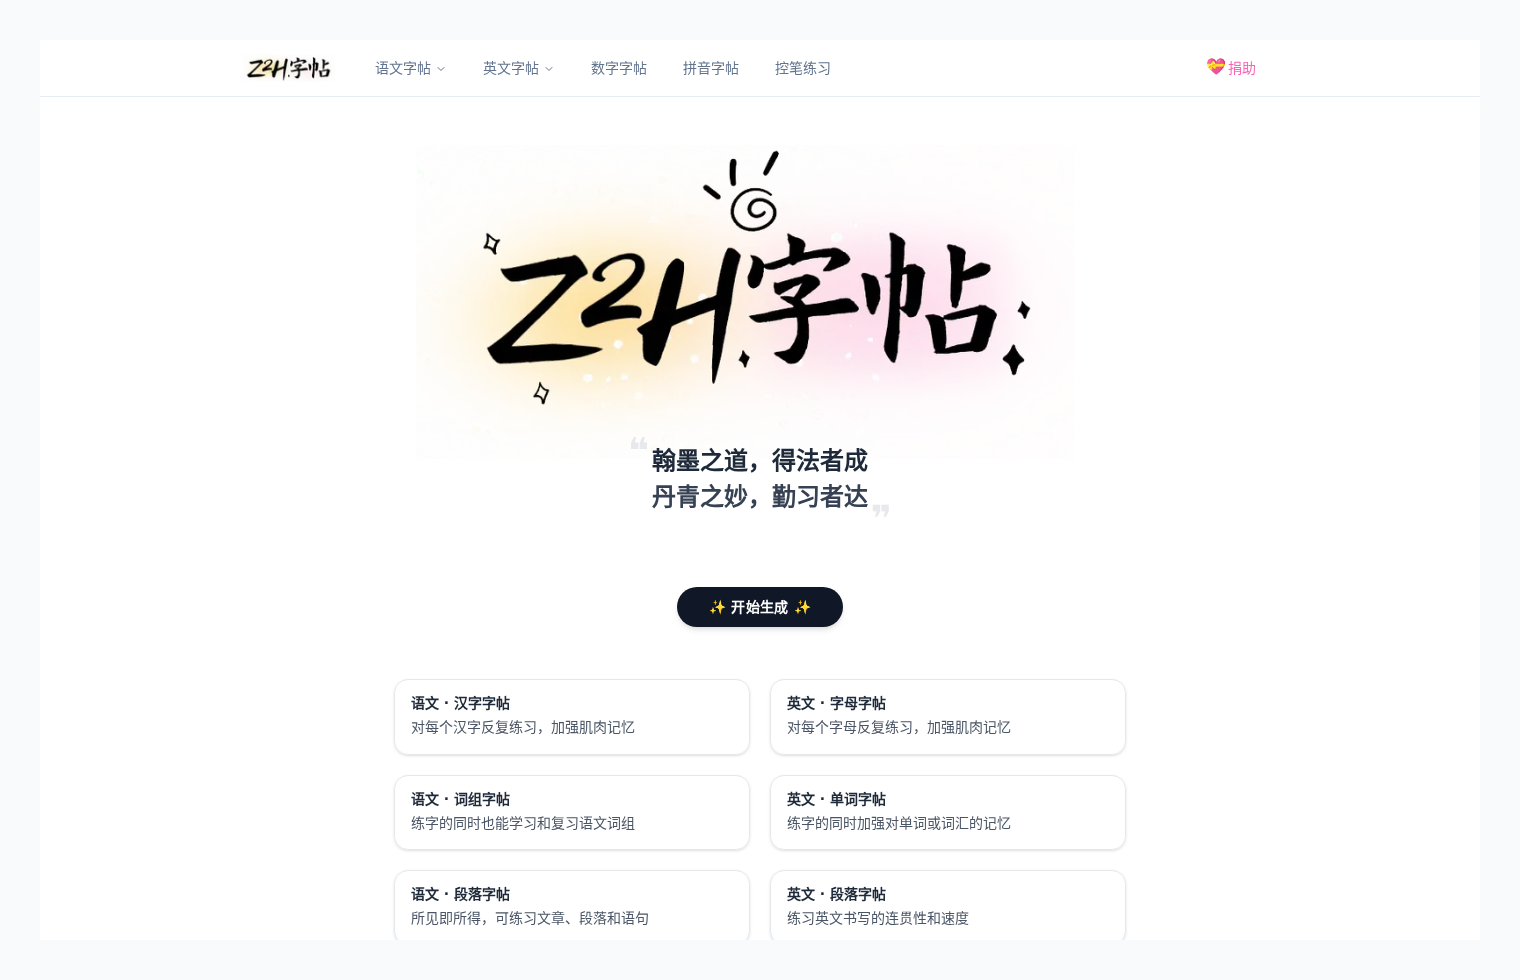 Z2H字帖
语文字帖
英文字帖
数字字帖
拼音字帖
控笔练习
💝捐助
Z2H字帖
❝
翰墨之道，得法者成
丹青之妙，勤习者达
❞
✨ 开始生成 ✨
语文・汉字字帖
对每个汉字反复练习，加强肌肉记忆
英文・字母字帖
对每个字母反复练习，加强肌肉记忆
语文・词组字帖
练字的同时也能学习和复习语文词组
英文・单词字帖
练字的同时加强对单词或词汇的记忆
语文・段落字帖
所见即所得，可练习文章、段落和语句
英文・段落字帖
练习英文书写的连贯性和速度